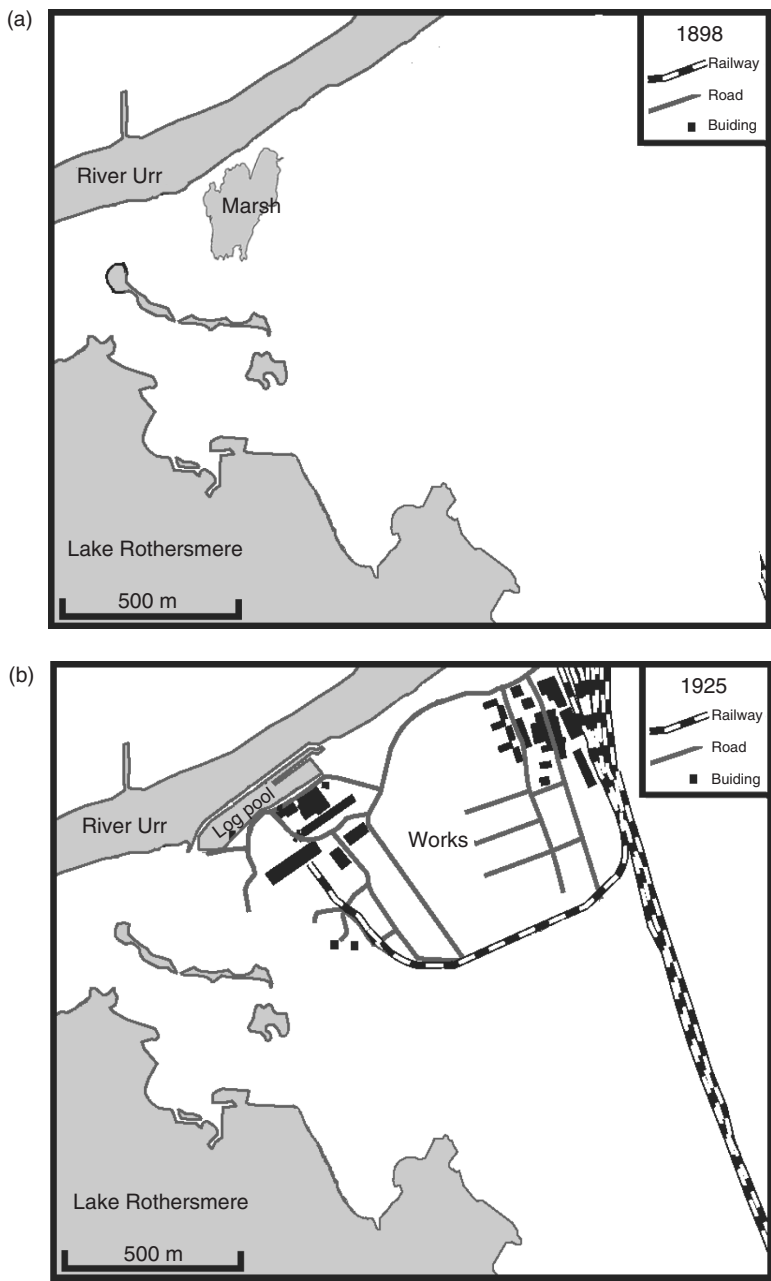 (a)
1898
Railway
Road
Buiding
River Urr
Marsh
Lake Rothersmere
500 m
(b)
1925
Railway
Road
Buiding
Log pool
River Urr
Works
Lake Rothersmere
500 m